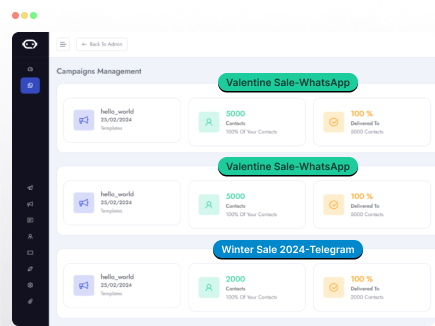 ← Back To Admin
Campaigns Management
Valentine Sale-WhatsApp
hello_world
25/02/2024
Templates
5000
Contacts
100% Of Your Contacts
100 %
Delivered To
5000 Contacts
Valentine Sale-WhatsApp
hello_world
25/02/2024
Templates
5000
Contacts
100% Of Your Contacts
100 %
Delivered To
5000 Contacts
Winter Sale 2024-Telegram
hello_world
25/02/2024
Templates
2000
Contacts
100% Of Your Contacts
100 %
Delivered To
2000 Contacts